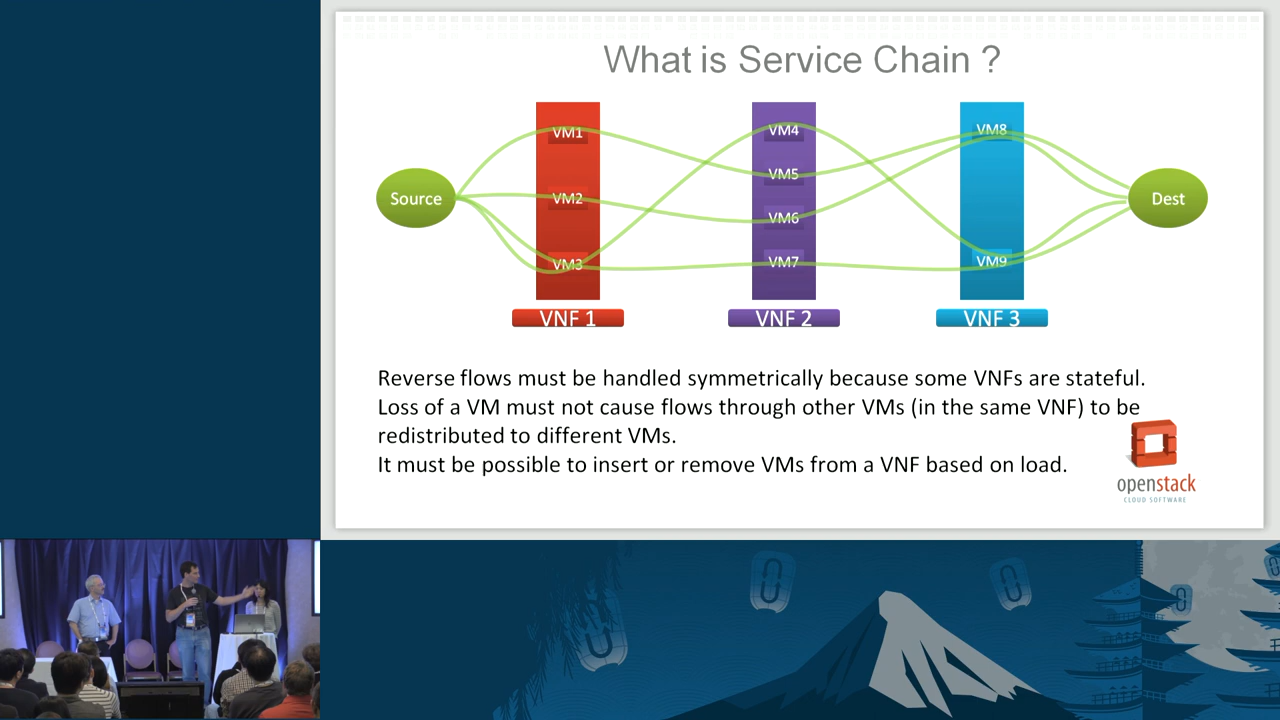 What is Service Chain ?
VM1
VM4
VM8
VM5
Source
VM2
Dest
VM6
VM3
VM7
VM9
VNF 1
VNF 2
VNF 3
Reverse flows must be handled symmetrically because some VNFs are stateful.
Loss of a VM must not cause flows through other VMs (in the same VNF) to be
redistributed to different VMs.
It must be possible to insert or remove VMs from a VNF based on load.
openstack
CLOUD SOFTWARE